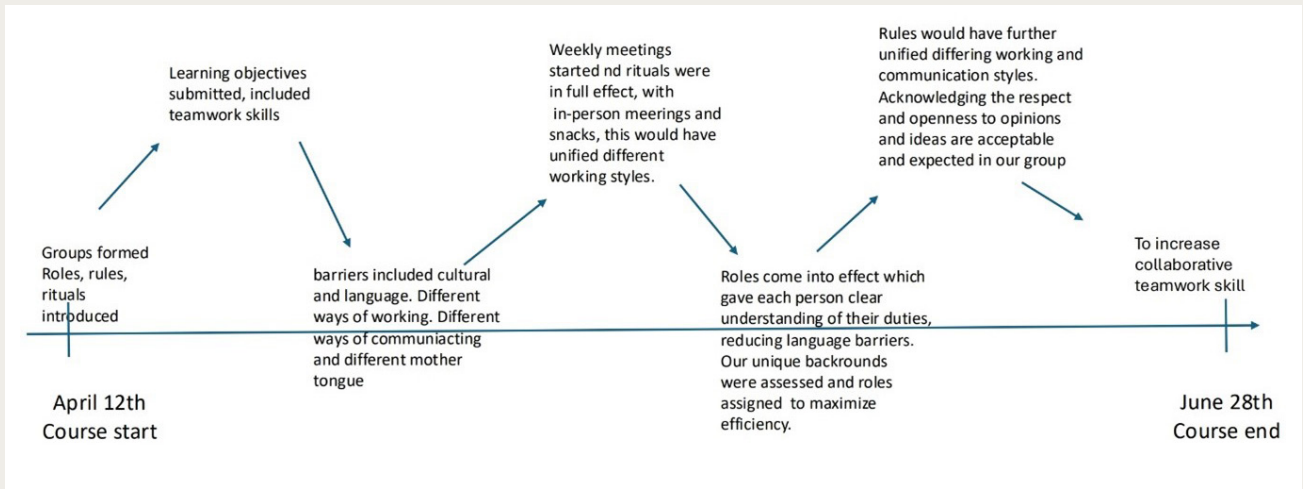 Groups formed
Roles, rules,
rituals
introduced
Learning objectives
submitted, included
teamwork skills
barriers included cultural
and language. Different
ways of working. Different
ways of communiacting
and different mother
tongue
Weekly meetings
started nd rituals were
in full effect, with
in-person meerings and
snacks, this would have
unified different
working styles.
Roles come into effect which
gave each person clear
understanding of their duties,
reducing language barriers.
Our unique backrounds
were assessed and roles
assigned to maximize
efficiency.
Rules would have further
unified differing working and
communication styles.
Acknowledging the respect
and openness to opinions
and ideas are acceptable
and expected in our group
To increase
collaborative
teamwork skill
April 12th
Course start
June 28th
Course end